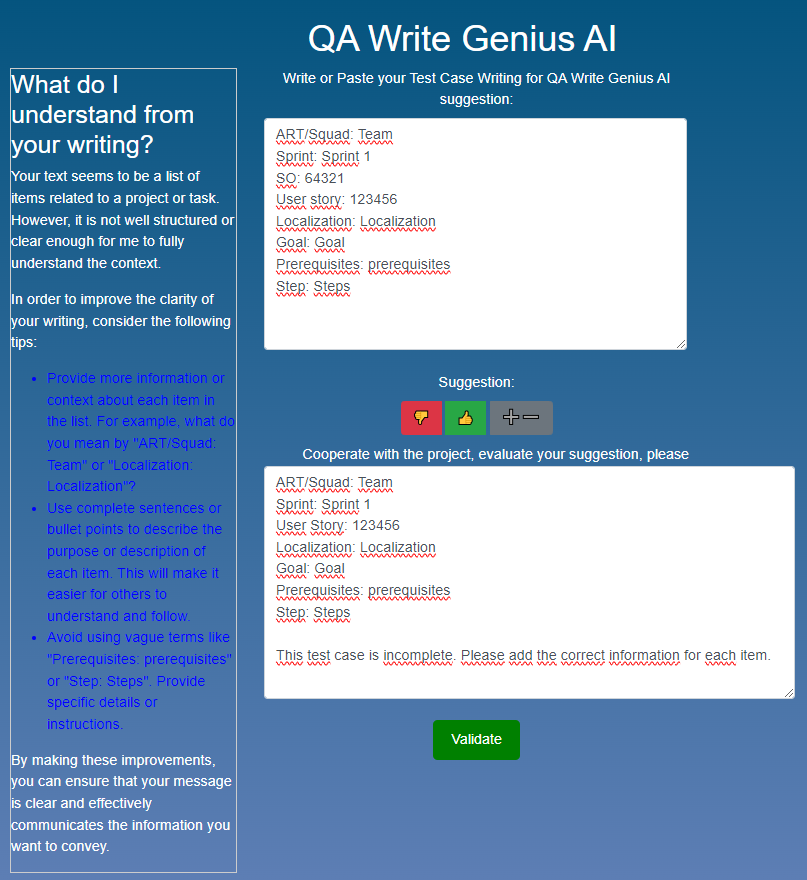 QA Write Genius AI
What do I
understand from
your writing?
Your text seems to be a list of
items related to a project or task.
However, it is not well structured or
clear enough for me to fully
understand the context.
In order to improve the clarity of
your writing, consider the following
tips:
Provide more information or
context about each item in
the list. For example, what do
you mean by "ART/Squad:
Team" or "Localization:
Localization"?
Use complete sentences or
bullet points to describe the
purpose or description of
each item. This will make it
easier for others to
understand and follow.
Avoid using vague terms like
"Prerequisites: prerequisites"
or "Step: Steps". Provide
specific details or
instructions.
By making these improvements,
you can ensure that your message
is clear and effectively
communicates the information you
want to convey.
Write or Paste your Test Case Writing for QA Write Genius AI
suggestion:
ART/Squad: Team
Sprint: Sprint 1
SO: 64321
User story: 123456
Localization: Localization
Goal: Goal
Prerequisites: prerequisites
Step: Steps
Suggestion:
Cooperate with the project, evaluate your suggestion, please
ART/Squad: Team
Sprint: Sprint 1
User Story: 123456
Localization: Localization
Goal: Goal
Prerequisites: prerequisites
Step: Steps
This test case is incomplete. Please add the correct information for each item.
Validate